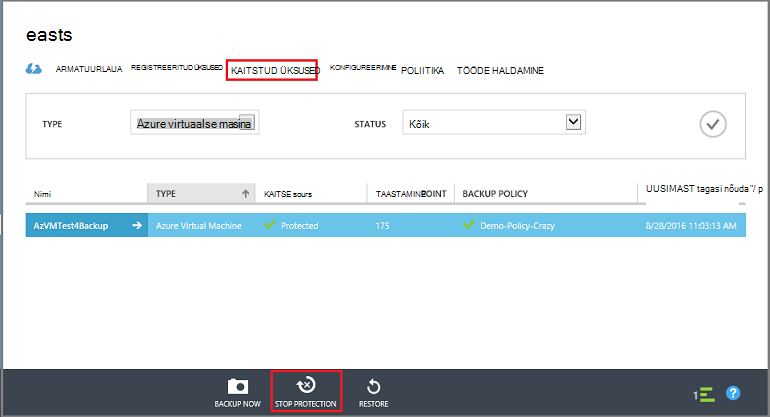 easts
ARMATUURLAUA REGISTREERITUD ÜKSUSED KAITSTUD ÜKSUSED KONFIGUREERIMINE POLIITIKA TÖÖDE HALDAMINE
TYPE Azure virtuaalse masina STATUS Kõik
Nimi TYPE KAITSE sours TAASTAMINE POINT BACKUP POLICY UUSIMAST tagasi nõuda"/ p
AzVMTest4Backup Azure Virtual Machine Protected 175 Demo-Policy-Crazy 8/28/2016 11:03:13 AM
BACKUP NOW STOP PROTECTION RESTORE 1 ?